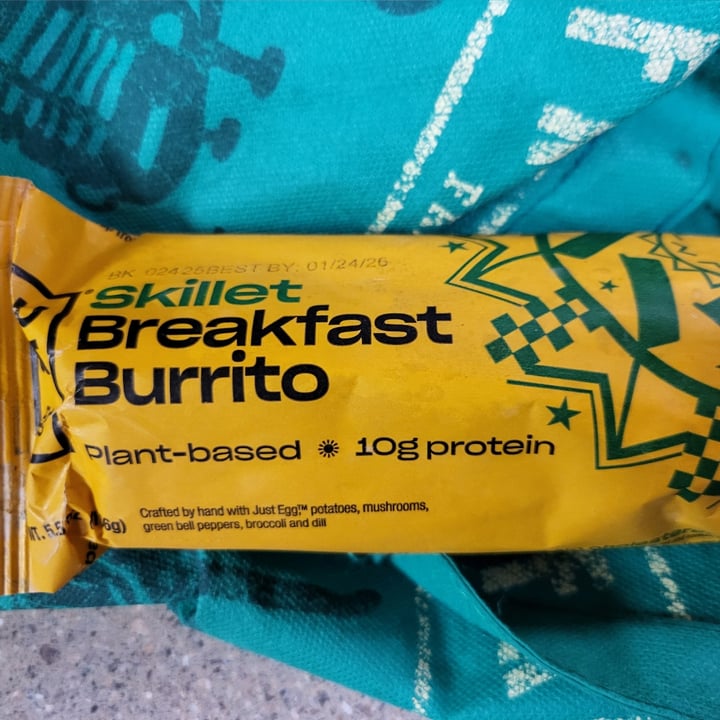 BK 02425BEST BY: 01/24/26
Skillet
Breakfast
Burrito
Plant-based 10g protein
Crafted by hand with Just Egg™ potatoes, mushrooms,
green bell peppers, broccoli and dill